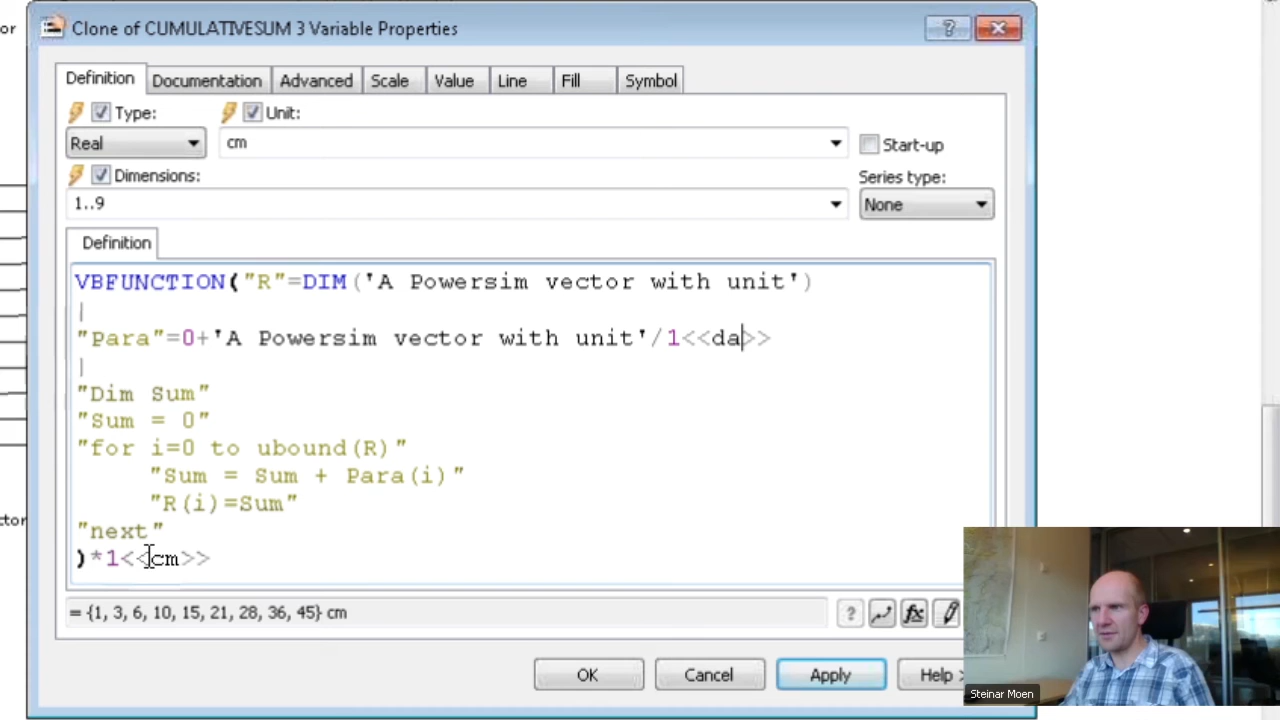 or
Clone of CUMULATIVESUM 3 Variable Properties
?
Definition Documentation Advanced Scale Value Line Fill Symbol
Type: Unit:
Real cm Start-up
Dimensions: Series type:
1..9 None
Definition
VBFUNCTION("R"=DIM('A Powersim vector with unit')
|
"Para"=0+'A Powersim vector with unit'/1<<da>>
|
"Dim Sum"
"Sum = 0"
"for i=0 to ubound(R)"
"Sum = Sum + Para(i)"
"R(i)=Sum"
"next"
)*1<<cm>>
ctor
= {1, 3, 6, 10, 15, 21, 28, 36, 45} cm ? fx
OK Cancel Apply Help >
Steinar Moen